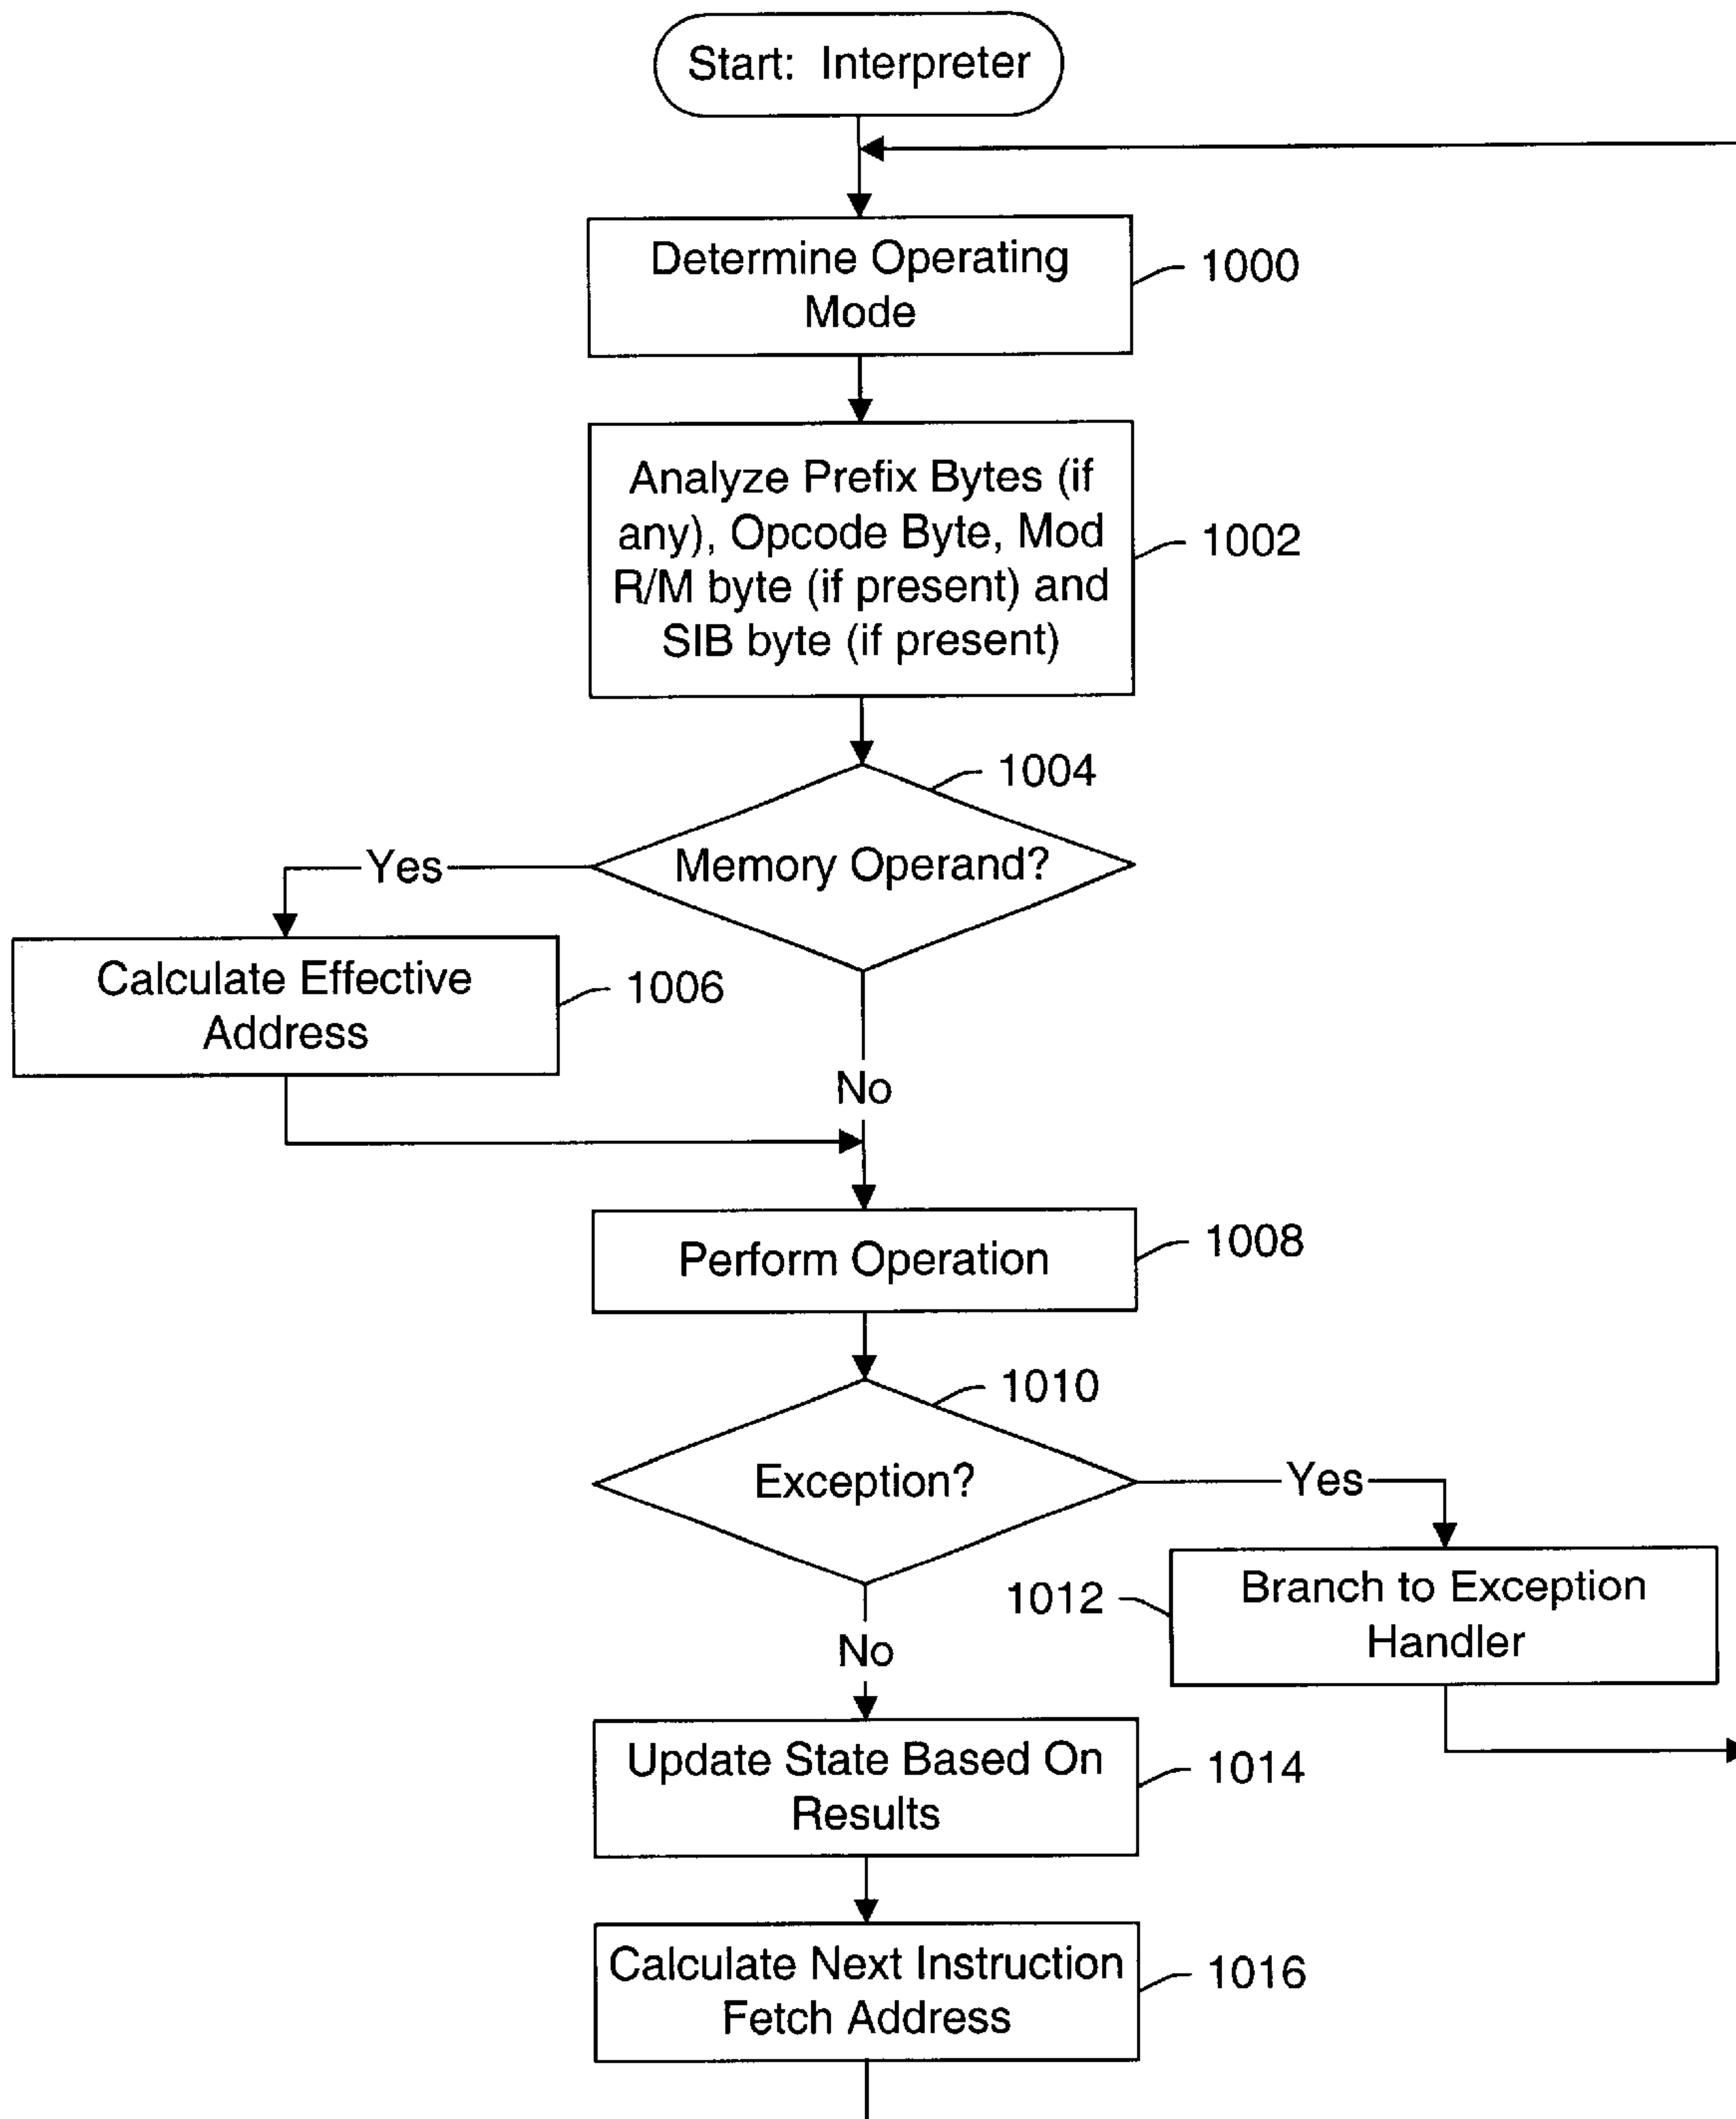 Start: Interpreter
Determine Operating
Mode
1000
Analyze Prefix Bytes (if
any), Opcode Byte, Mod
R/M byte (if present) and
SIB byte (if present)
1002
1004
Memory Operand?
Yes
Calculate Effective
Address
1006
No
Perform Operation
1008
1010
Exception?
Yes
1012
Branch to Exception
Handler
No
Update State Based On
Results
1014
Calculate Next Instruction
Fetch Address
1016